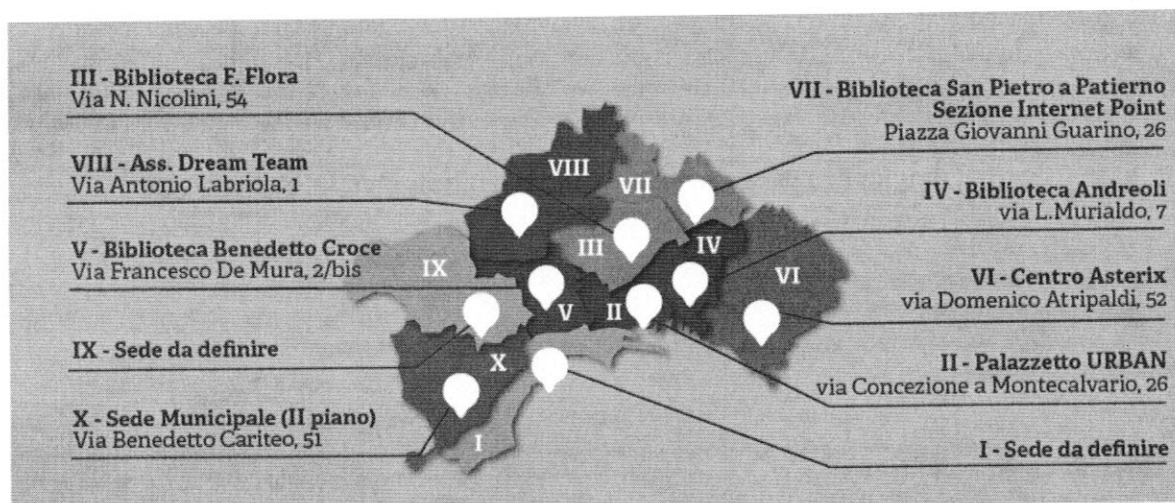 III - Biblioteca F. Flora
Via N. Nicolini, 54
VIII - Ass. Dream Team
Via Antonio Labriola, 1
V - Biblioteca Benedetto Croce
Via Francesco De Mura, 2/bis
IX - Sede da definire
X - Sede Municipale (II piano)
Via Benedetto Cariteo, 51
VIII
VII
III
IV
IX
VI
V
II
X
I
VII - Biblioteca San Pietro a Patierno
Sezione Internet Point
Piazza Giovanni Guarino, 26
IV - Biblioteca Andreoli
via L.Murialdo, 7
VI - Centro Asterix
via Domenico Atripaldi, 52
II - Palazzetto URBAN
via Concezione a Montecalvario, 26
I - Sede da definire